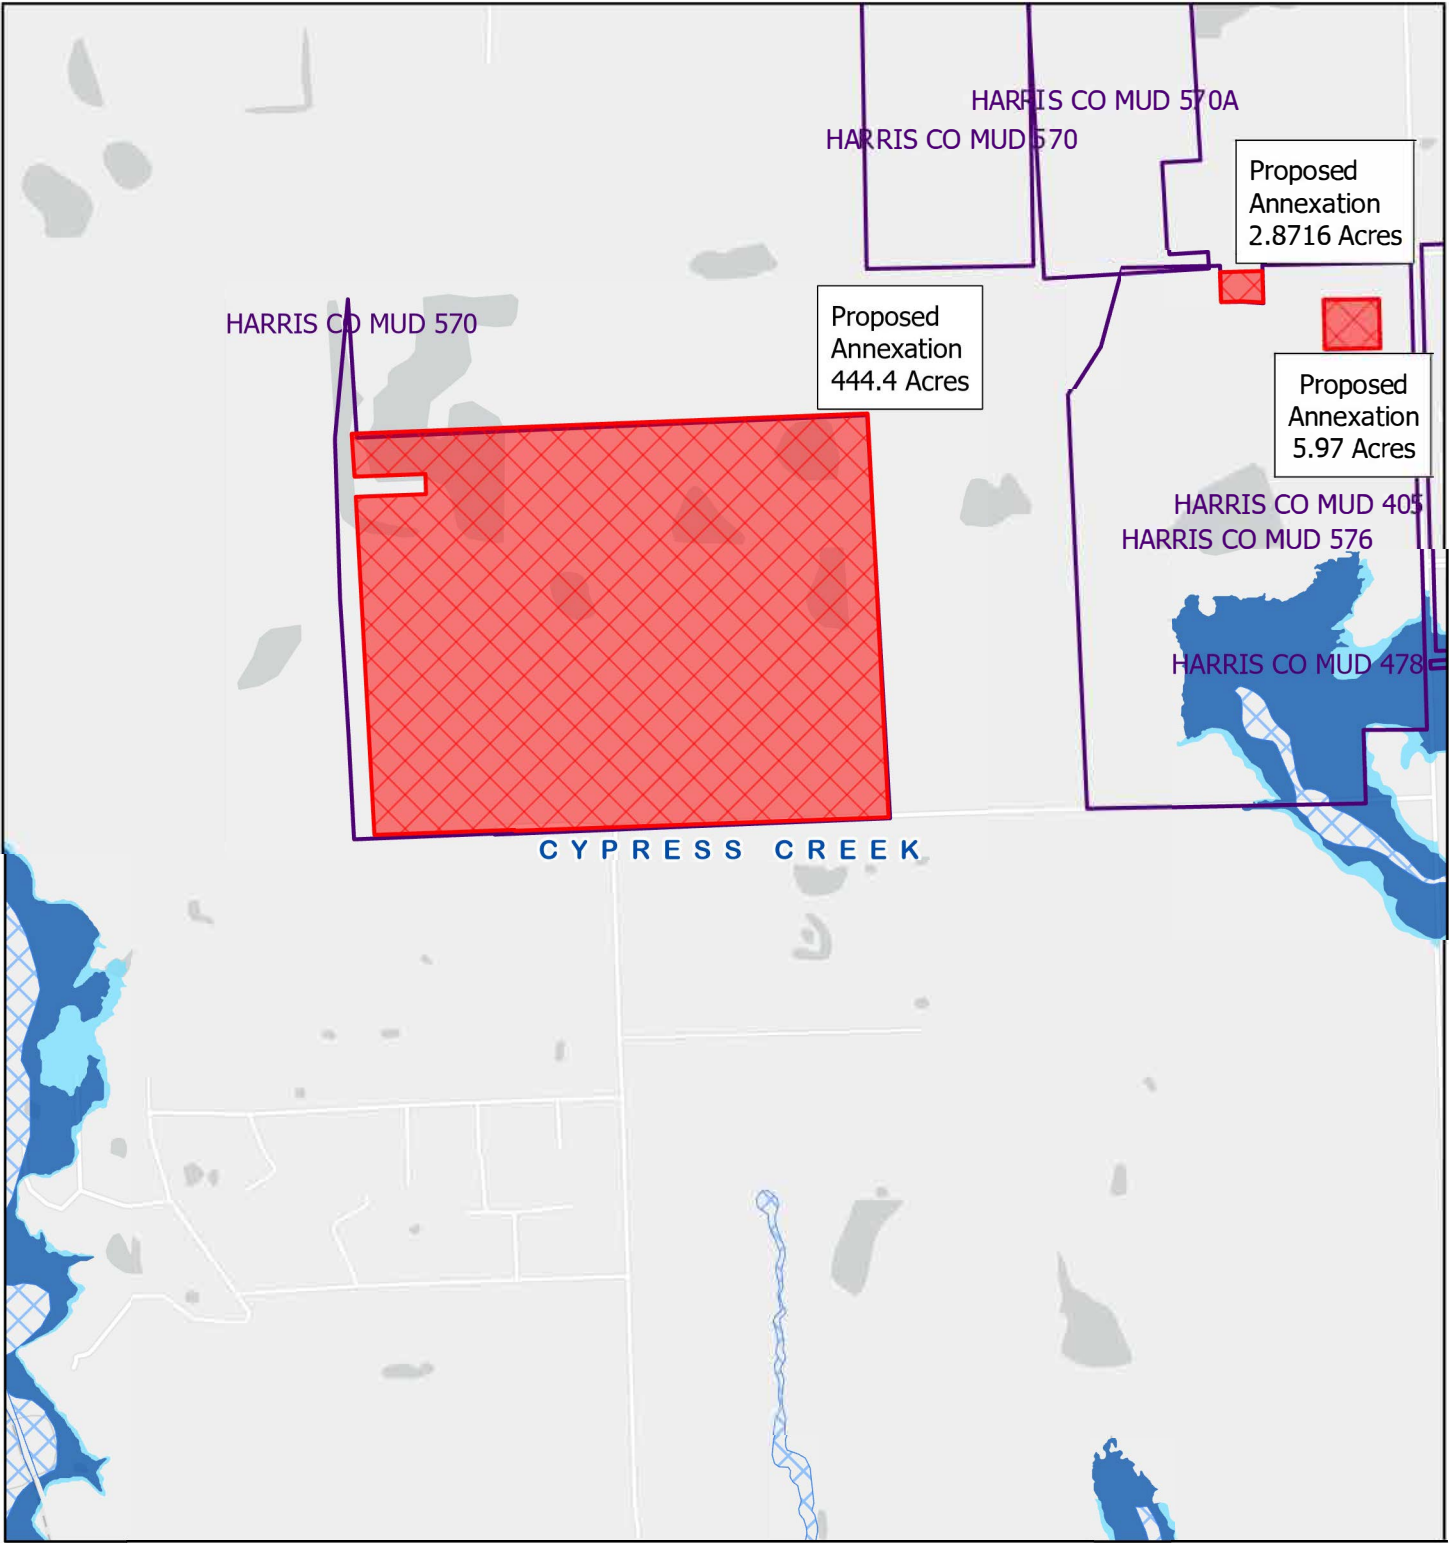 HARRIS CO MUD 570A
HARRIS CO MUD 570
Proposed
Annexation
2.8716 Acres
HARRIS CO MUD 570
Proposed
Annexation
444.4 Acres
Proposed
Annexation
5.97 Acres
HARRIS CO MUD 405
HARRIS CO MUD 576
HARRIS CO MUD 478
CYPRESS CREEK